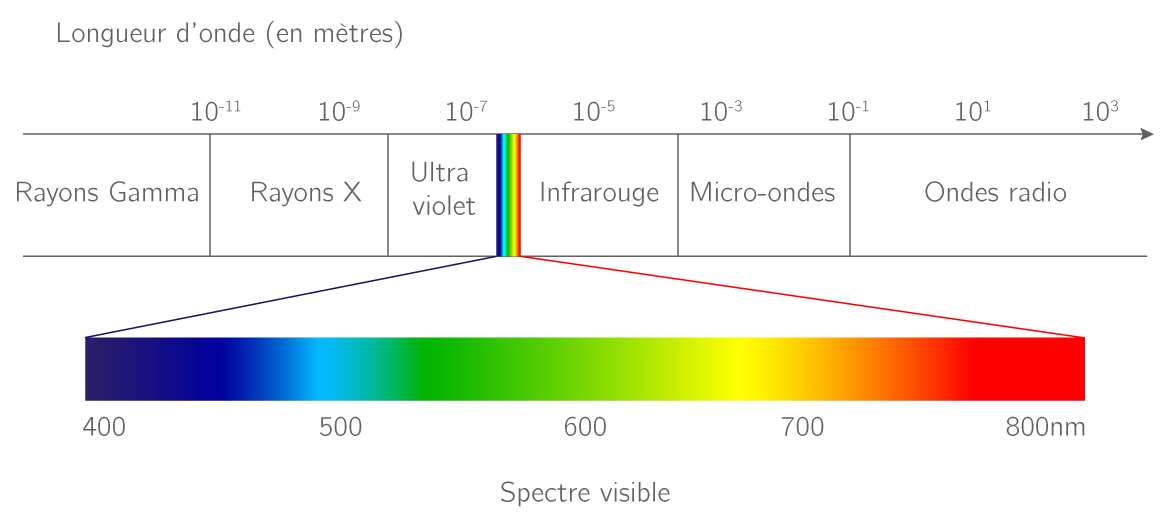 Longueur d'onde (en mètres)
10⁻¹¹ 10⁻⁹ 10⁻⁷ 10⁻⁵ 10⁻³ 10⁻¹ 10¹ 10³
Rayons Gamma Rayons X Ultra violet Infrarouge Micro-ondes Ondes radio
400 500 600 700 800nm
Spectre visible